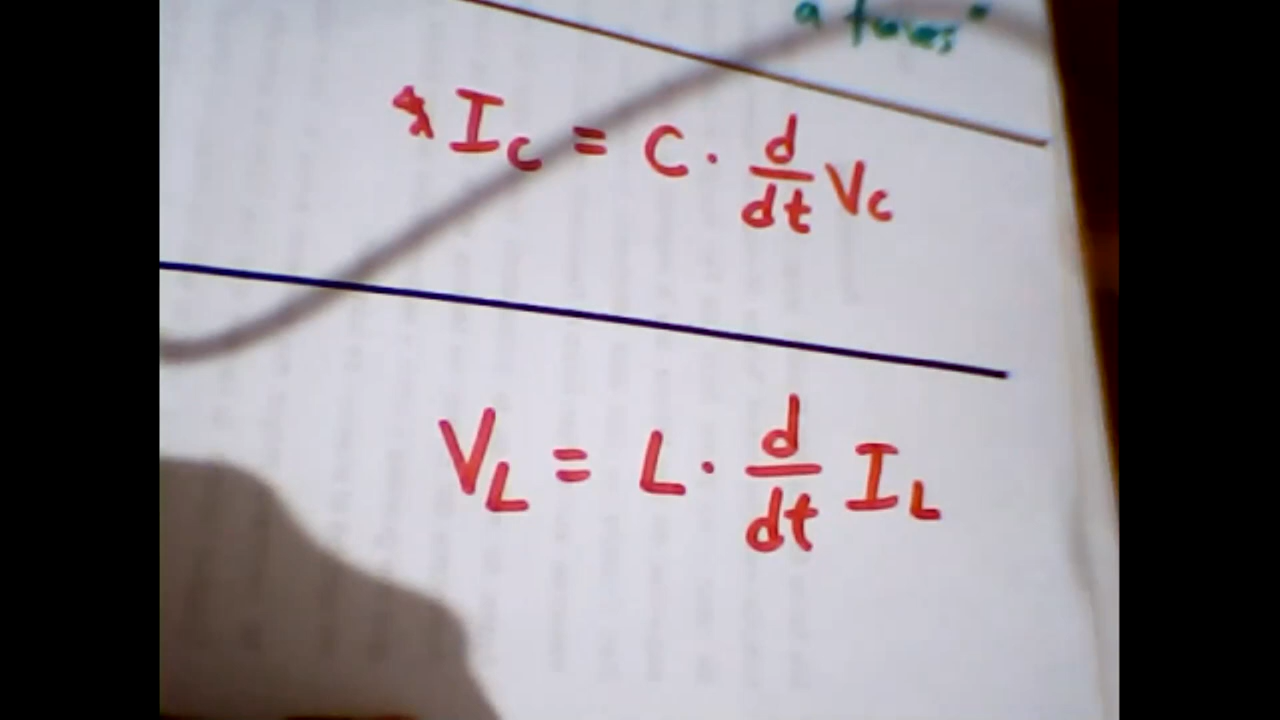 * I_C = C · d/dt V_C
V_L = L · d/dt I_L